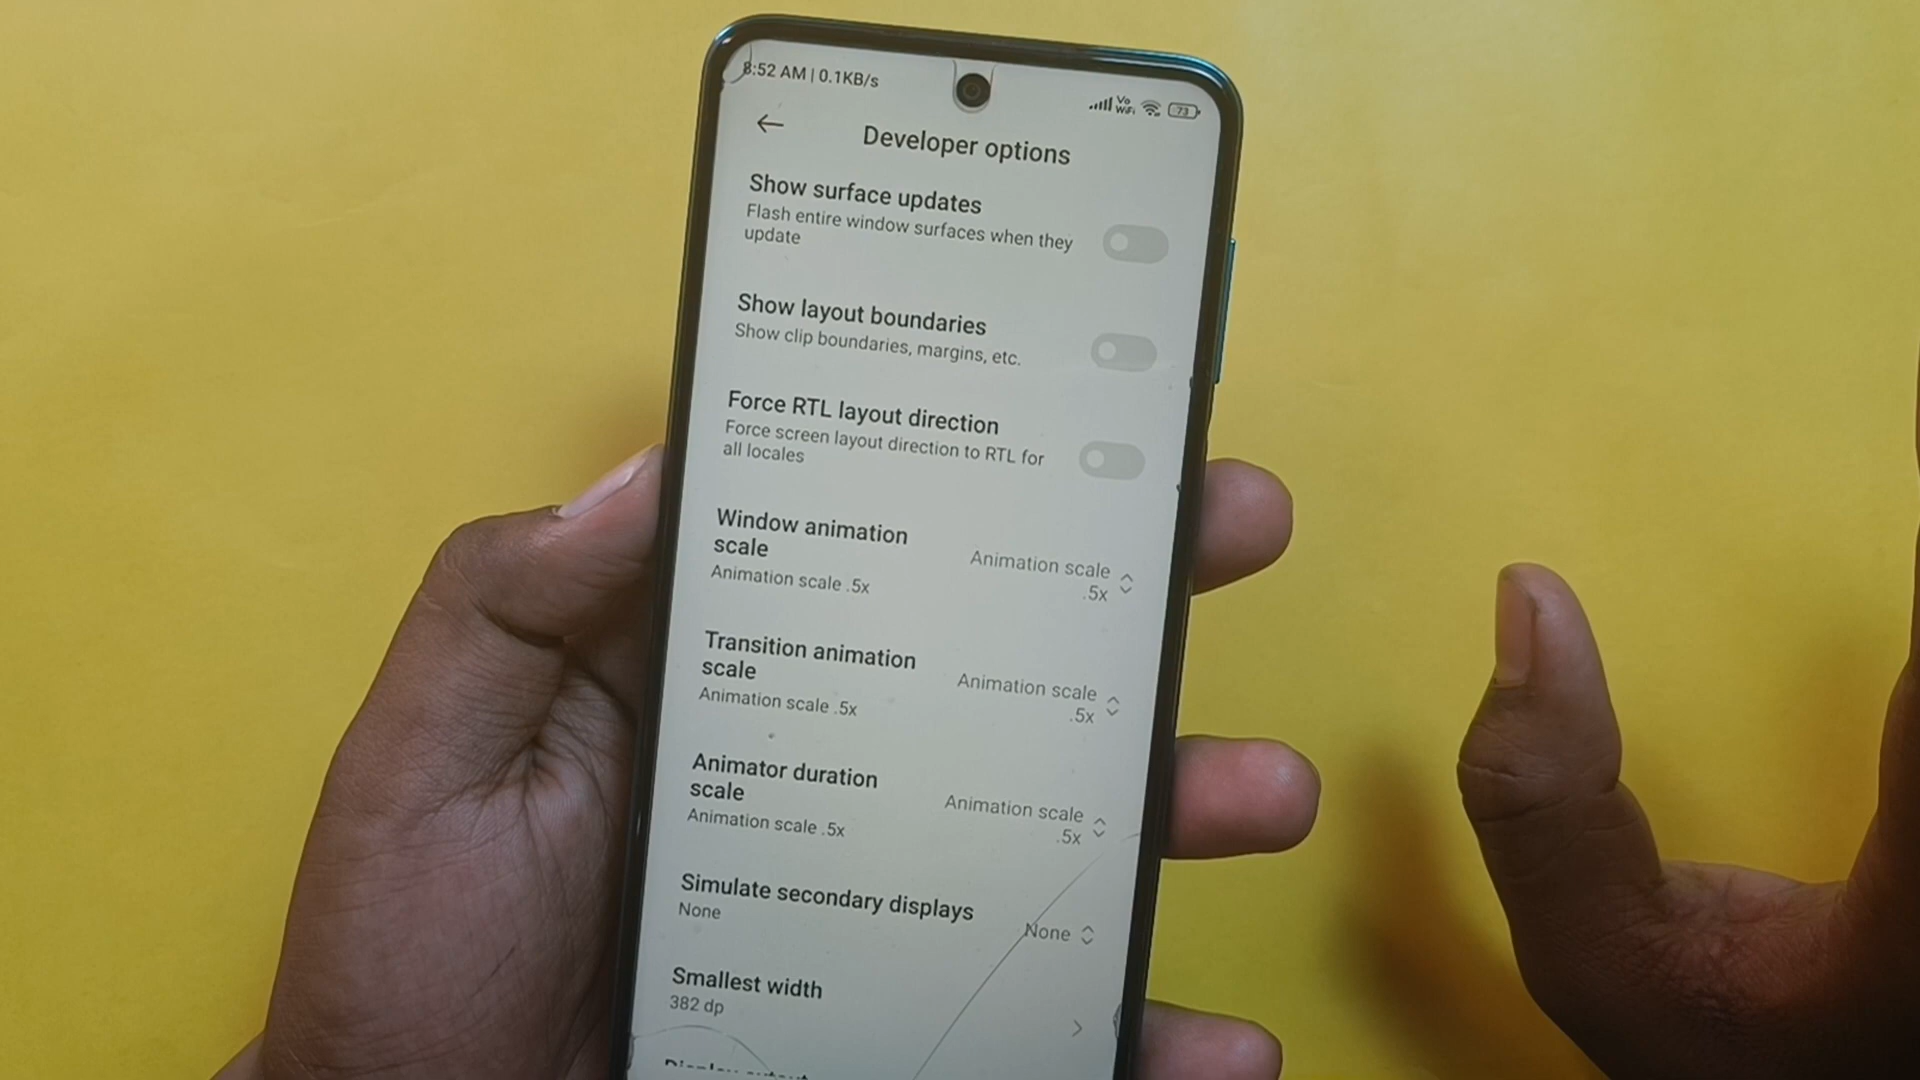 8:52 AM | 0.1KB/s
Vo
WiFi
73
Developer options
Show surface updates
Flash entire window surfaces when they
update
Show layout boundaries
Show clip boundaries, margins, etc.
Force RTL layout direction
Force screen layout direction to RTL for
all locales
Window animation
scale
Animation scale .5x
Animation scale
.5x
Transition animation
scale
Animation scale .5x
Animation scale
.5x
Animator duration
scale
Animation scale .5x
Animation scale
.5x
Simulate secondary displays
None
None
Smallest width
382 dp